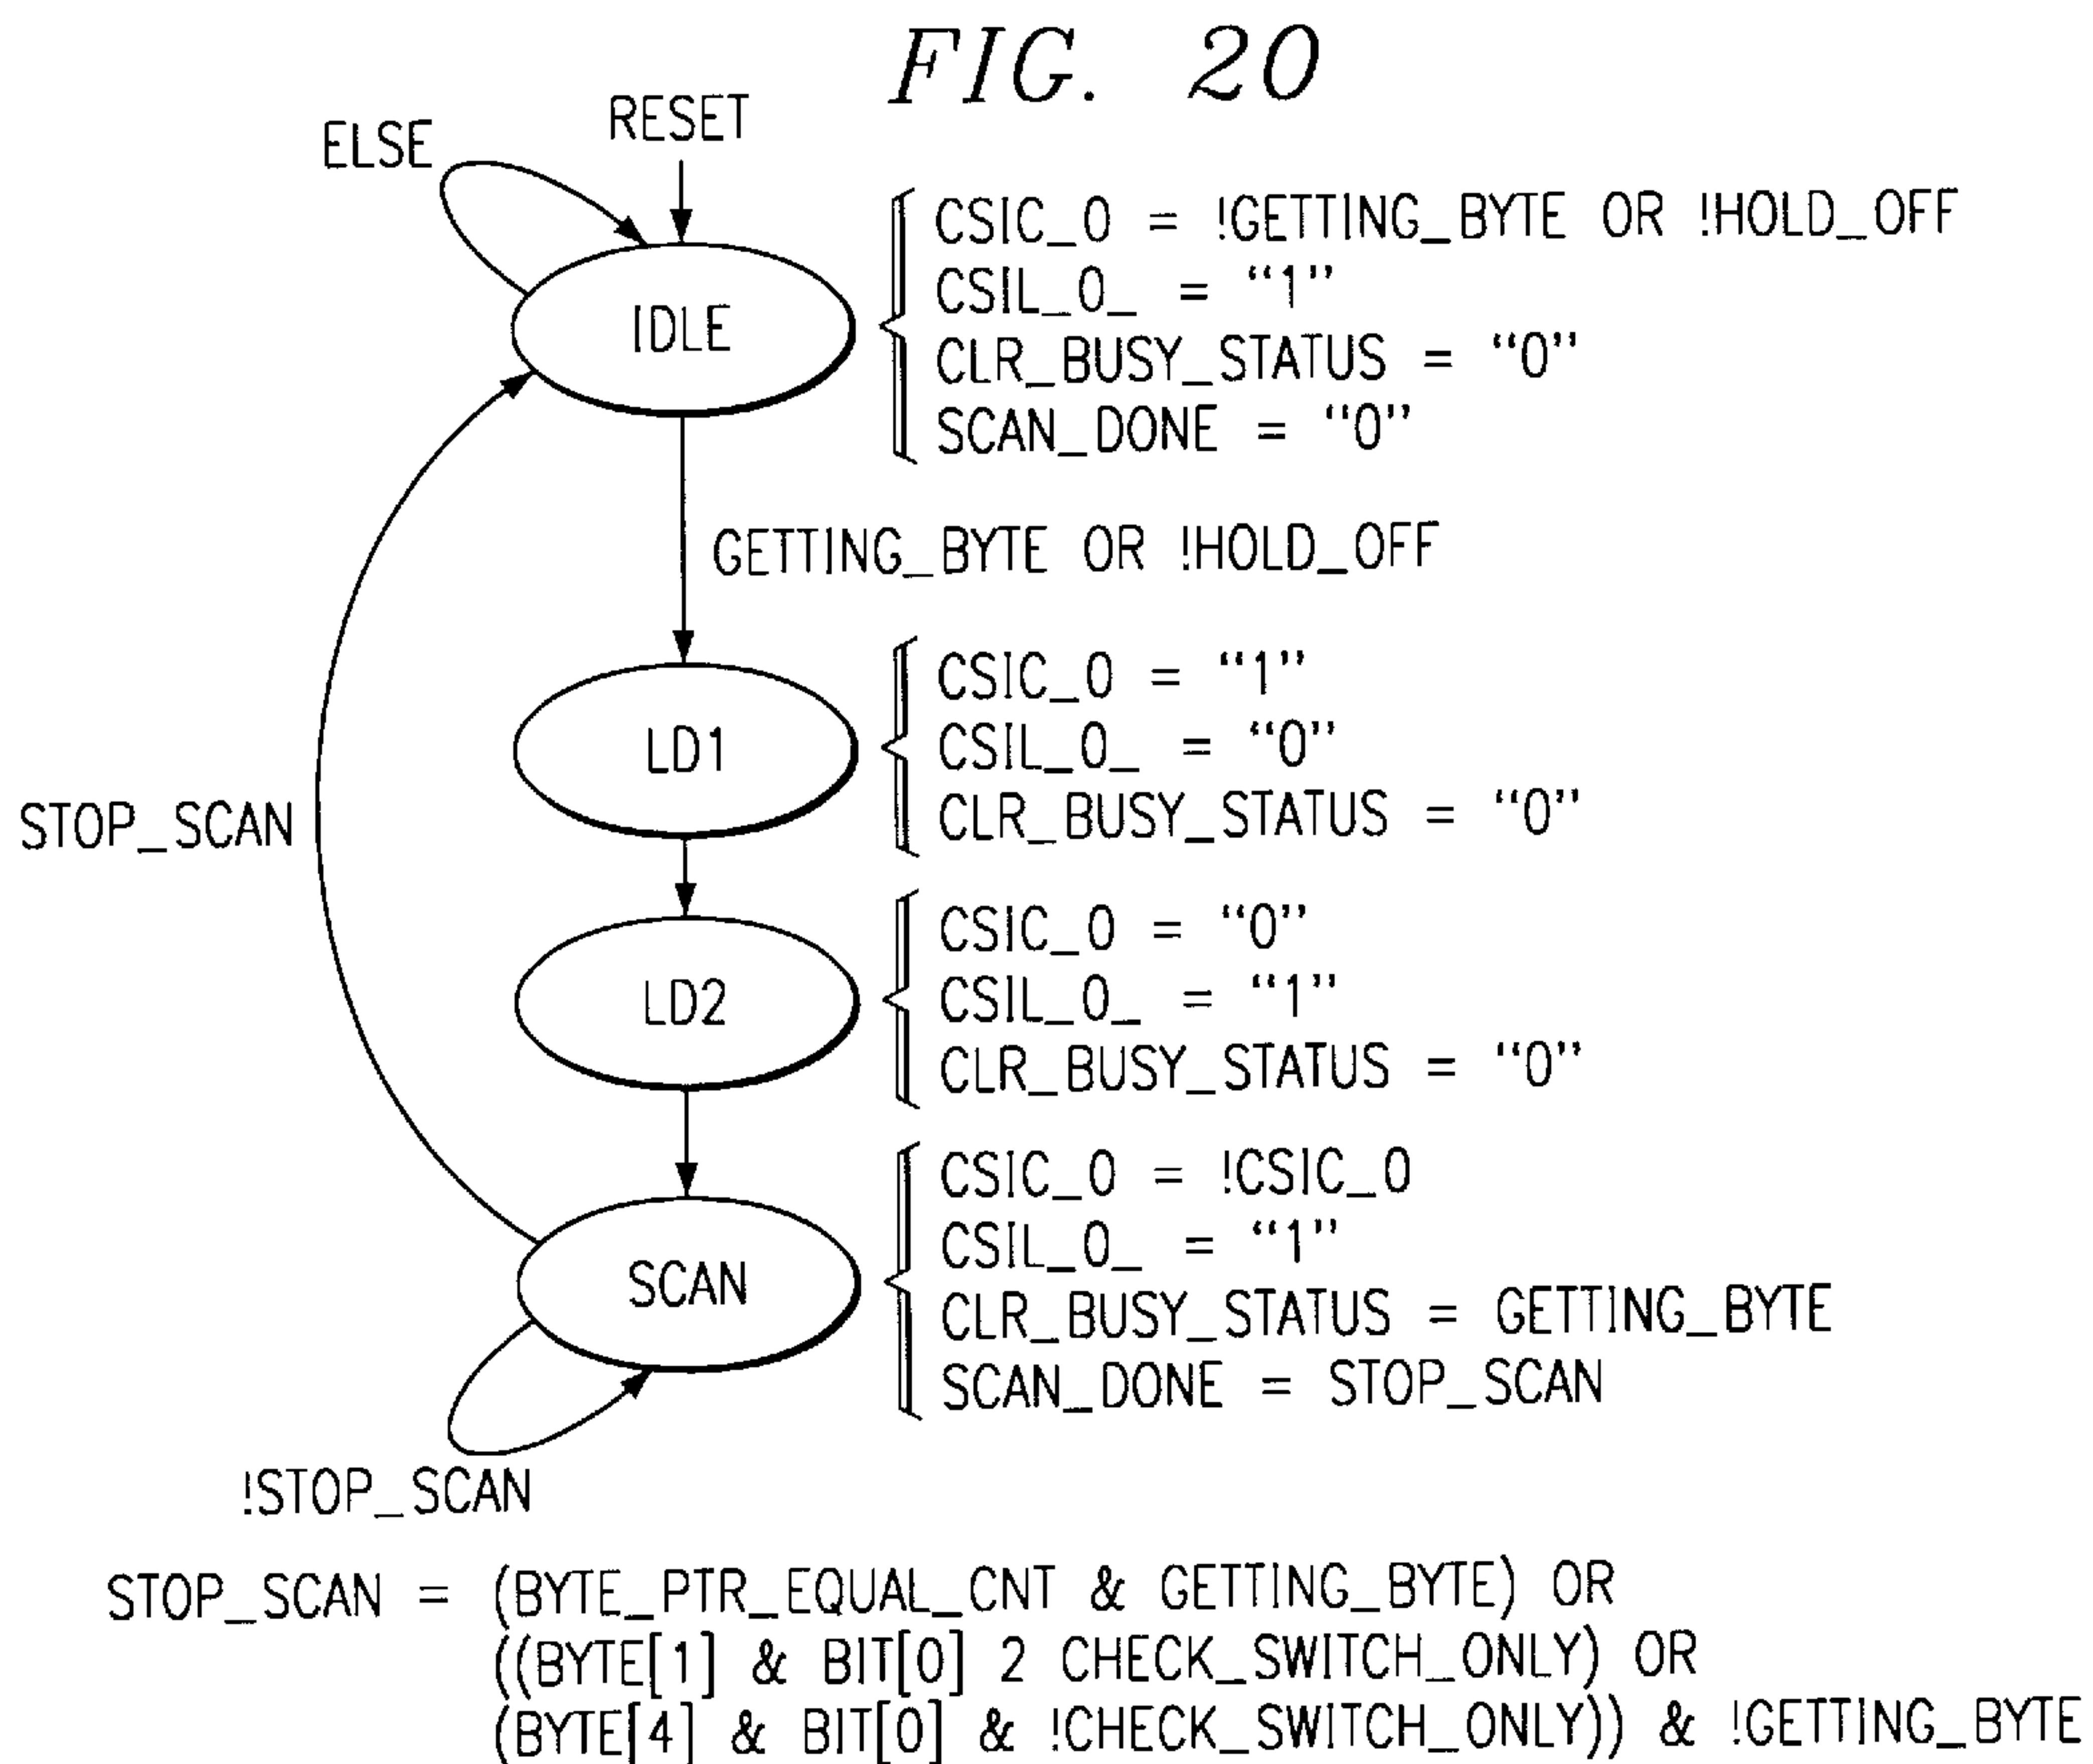 FIG. 20
RESET
ELSE
IDLE
CSIC_0 = !GETTING_BYTE OR !HOLD_OFF
CSIL_0_ = “1”
CLR_BUSY_STATUS = “0”
SCAN_DONE = “0”
GETTING_BYTE OR !HOLD_OFF
LD1
CSIC_0 = “1”
CSIL_0_ = “0”
CLR_BUSY_STATUS = “0”
STOP_SCAN
LD2
CSIC_0 = “0”
CSIL_0_ = “1”
CLR_BUSY_STATUS = “0”
SCAN
CSIC_0 = !CSIC_0
CSIL_0_ = “1”
CLR_BUSY_STATUS = GETTING_BYTE
SCAN_DONE = STOP_SCAN
!STOP_SCAN
STOP_SCAN = (BYTE_PTR_EQUAL_CNT & GETTING_BYTE) OR
((BYTE[1] & BIT[0] 2 CHECK_SWITCH_ONLY) OR
(BYTE[4] & BIT[0] & !CHECK_SWITCH_ONLY)) & !GETTING_BYTE